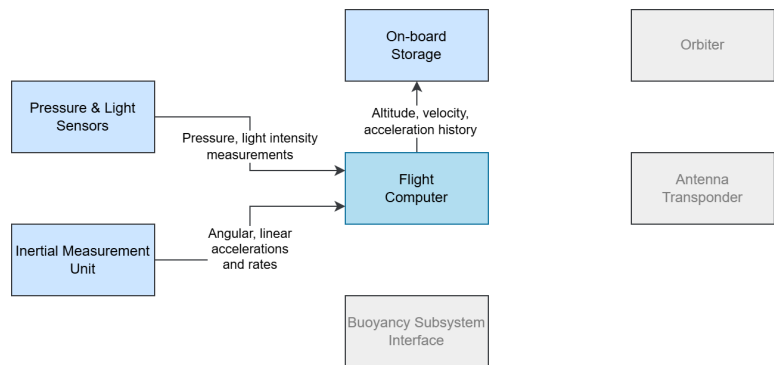 On-board
Storage
Orbiter
Pressure & Light
Sensors
Altitude, velocity,
acceleration history
Pressure, light intensity
measurements
Flight
Computer
Antenna
Transponder
Inertial Measurement
Unit
Angular, linear
accelerations
and rates
Buoyancy Subsystem
Interface